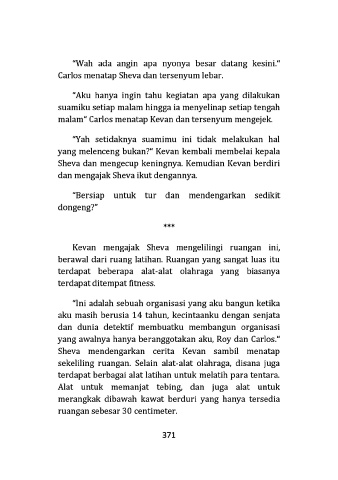 "Wah ada angin apa nyonya besar datang kesini."
Carlos menatap Sheva dan tersenyum lebar.
"Aku hanya ingin tahu kegiatan apa yang dilakukan
suamiku setiap malam hingga ia menyelinap setiap tengah
malam" Carlos menatap Kevan dan tersenyum mengejek.
"Yah setidaknya suamimu ini tidak melakukan hal
yang melenceng bukan?" Kevan kembali membelai kepala
Sheva dan mengecup keningnya. Kemudian Kevan berdiri
dan mengajak Sheva ikut dengannya.
"Bersiap untuk tur dan mendengarkan sedikit
dongeng?"
***
Kevan mengajak Sheva mengelilingi ruangan ini,
berawal dari ruang latihan. Ruangan yang sangat luas itu
terdapat beberapa alat-alat olahraga yang biasanya
terdapat ditempat fitness.
"Ini adalah sebuah organisasi yang aku bangun ketika
aku masih berusia 14 tahun, kecintaanku dengan senjata
dan dunia detektif membuatku membangun organisasi
yang awalnya hanya beranggotakan aku, Roy dan Carlos."
Sheva mendengarkan cerita Kevan sambil menatap
sekeliling ruangan. Selain alat-alat olahraga, disana juga
terdapat berbagai alat latihan untuk melatih para tentara.
Alat untuk memanjat tebing, dan juga alat untuk
merangkak dibawah kawat berduri yang hanya tersedia
ruangan sebesar 30 centimeter.
371